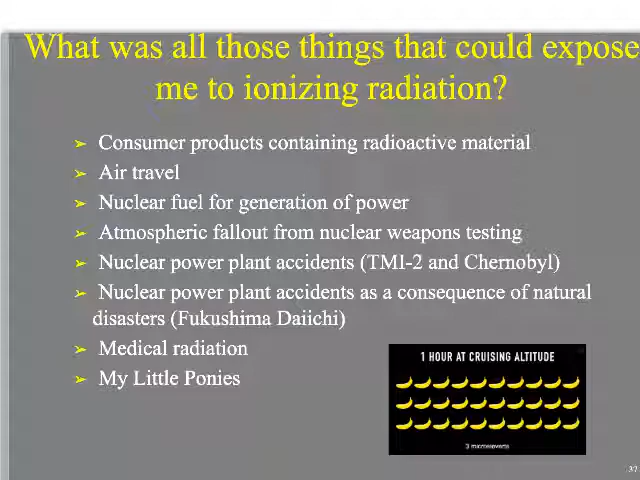 What was all those things that could expose
me to ionizing radiation?
➢ Consumer products containing radioactive material
➢ Air travel
➢ Nuclear fuel for generation of power
➢ Atmospheric fallout from nuclear weapons testing
➢ Nuclear power plant accidents (TMI-2 and Chernobyl)
➢ Nuclear power plant accidents as a consequence of natural
disasters (Fukushima Daiichi)
➢ Medical radiation
➢ My Little Ponies
1 HOUR AT CRUISING ALTITUDE
3 microsieverts